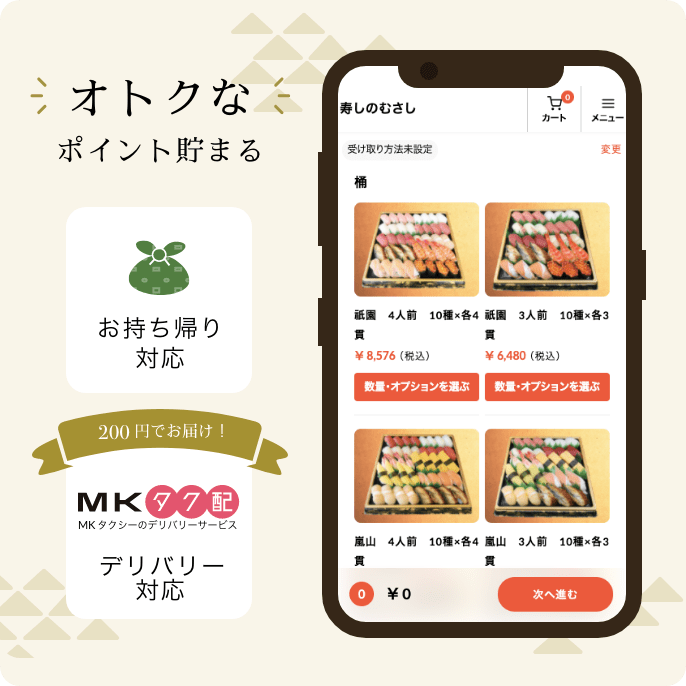 オトクな
ポイント貯まる
お持ち帰り
対応
200 円でお届け！
MKタク配
MK タクシーのデリバリーサービス
デリバリー
対応
寿しのむさし
0
カート
メニュー
受け取り方法未設定
変更
桶
祇園　4人前　10種×各4
貫
￥8,576（税込）
数量・オプションを選ぶ
祇園　3人前　10種×各3
貫
￥6,480（税込）
数量・オプションを選ぶ
嵐山　4人前　10種×各4
貫
嵐山　3人前　10種×各3
貫
0
￥0
次へ進む